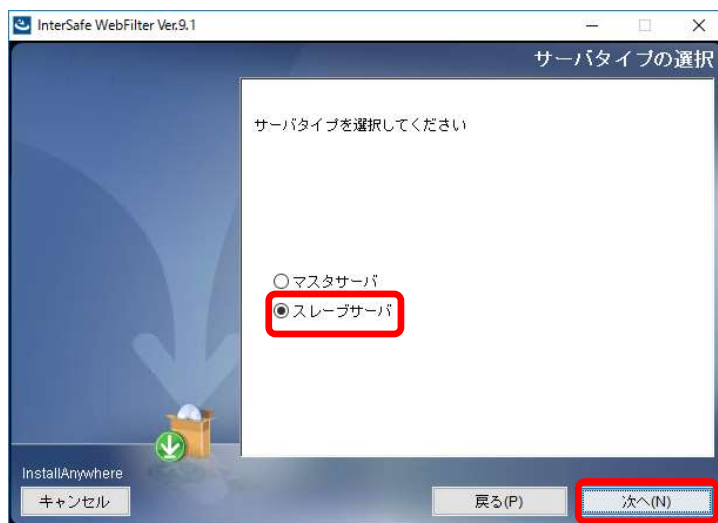 InterSafe WebFilter Ver.9.1
サーバタイプの選択
サーバタイプを選択してください
マスタサーバ
スレーブサーバ
InstallAnywhere
キャンセル
戻る(P)
次へ(N)